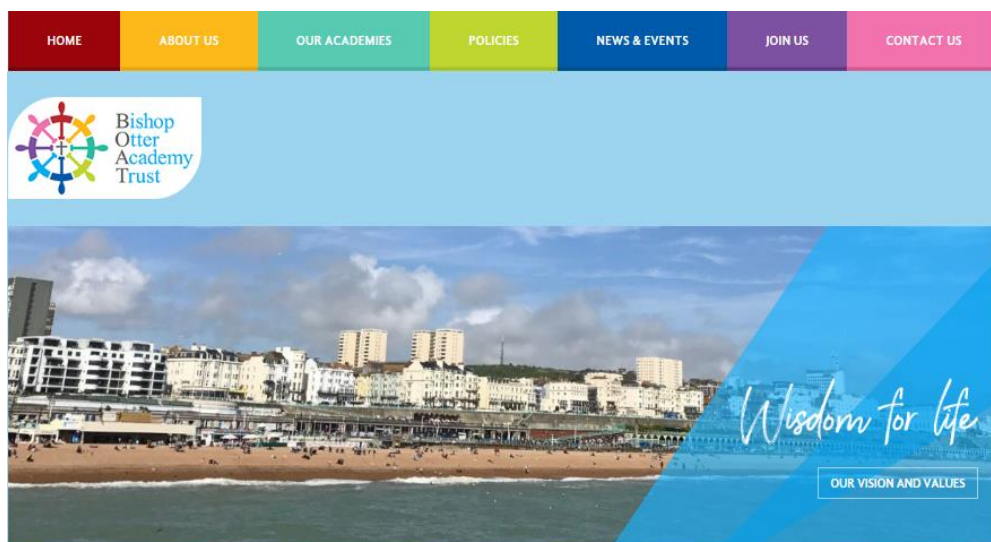 HOME ABOUT US OUR ACADEMIES POLICIES NEWS & EVENTS JOIN US CONTACT US
Bishop
Otter
Academy
Trust
Wisdom for life
OUR VISION AND VALUES